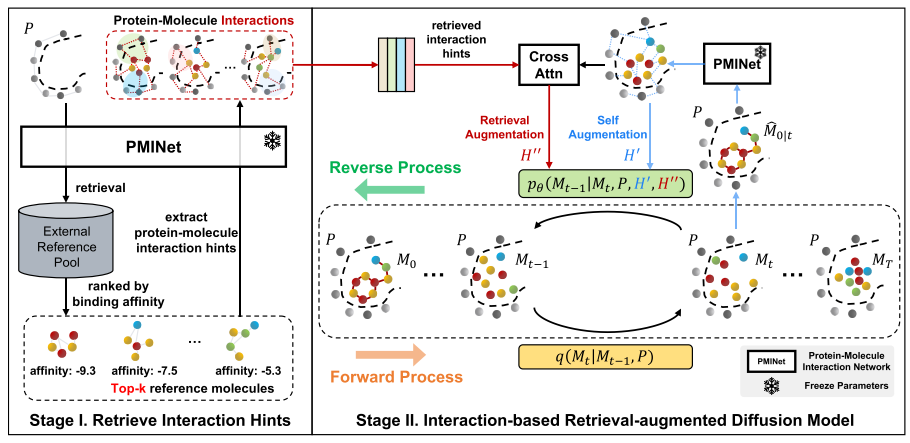 P
Protein-Molecule Interactions
...
PMINet
retrieval
External
Reference
Pool
extract
protein-molecule
interaction hints
ranked by
binding affinity
...
affinity: -9.3
affinity: -7.5
affinity: -5.3
Top-k reference molecules
Stage I. Retrieve Interaction Hints
retrieved
interaction
hints
Cross
Attn
PMINet
Retrieval
Augmentation
H''
Self
Augmentation
H'
P
M̂0|t
Reverse Process
pθ(Mt−1|Mt, P, H', H'')
P
M0
...
P
Mt−1
P
Mt
...
P
MT
Forward Process
q(Mt|Mt−1, P)
PMINet
Protein-Molecule
Interaction Network
Freeze Parameters
Stage II. Interaction-based Retrieval-augmented Diffusion Model